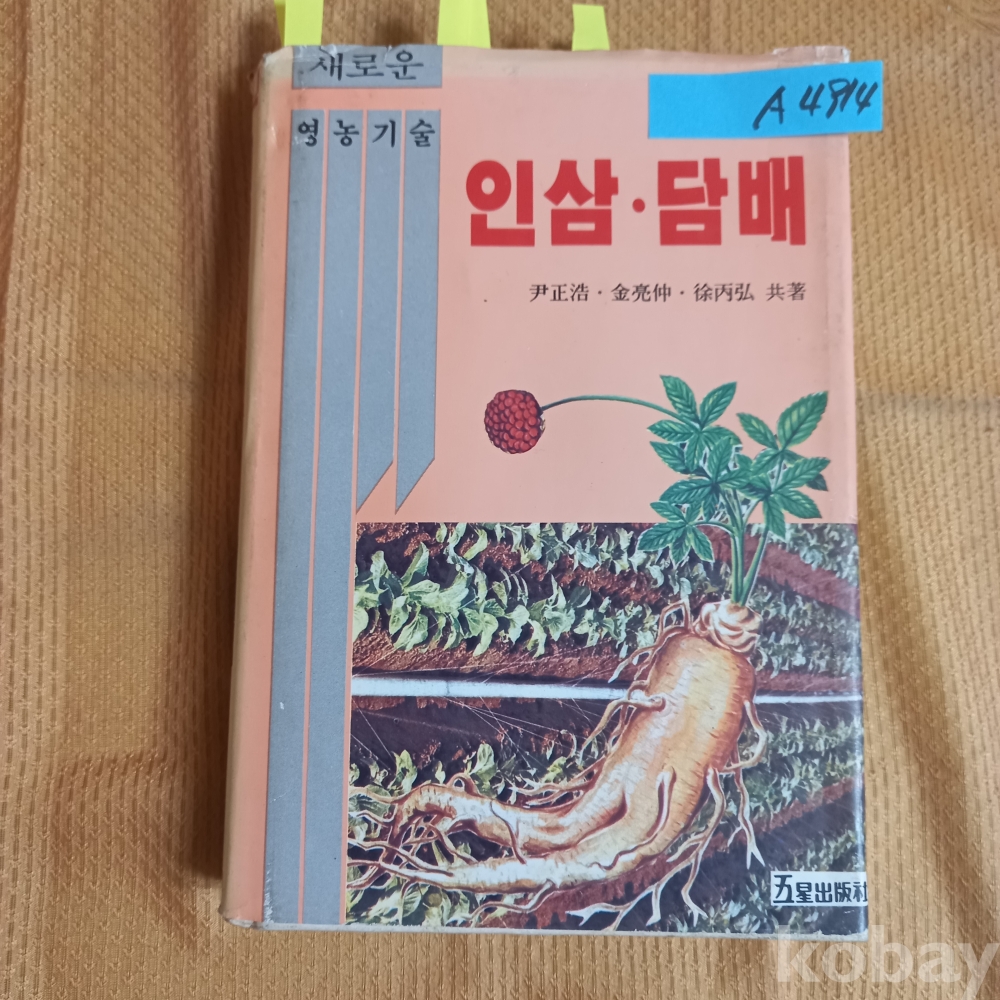 새로운
영농기술
A 4914
인삼·담배
尹正浩·金亮仲·徐丙弘 共著
五星出版社
kobay